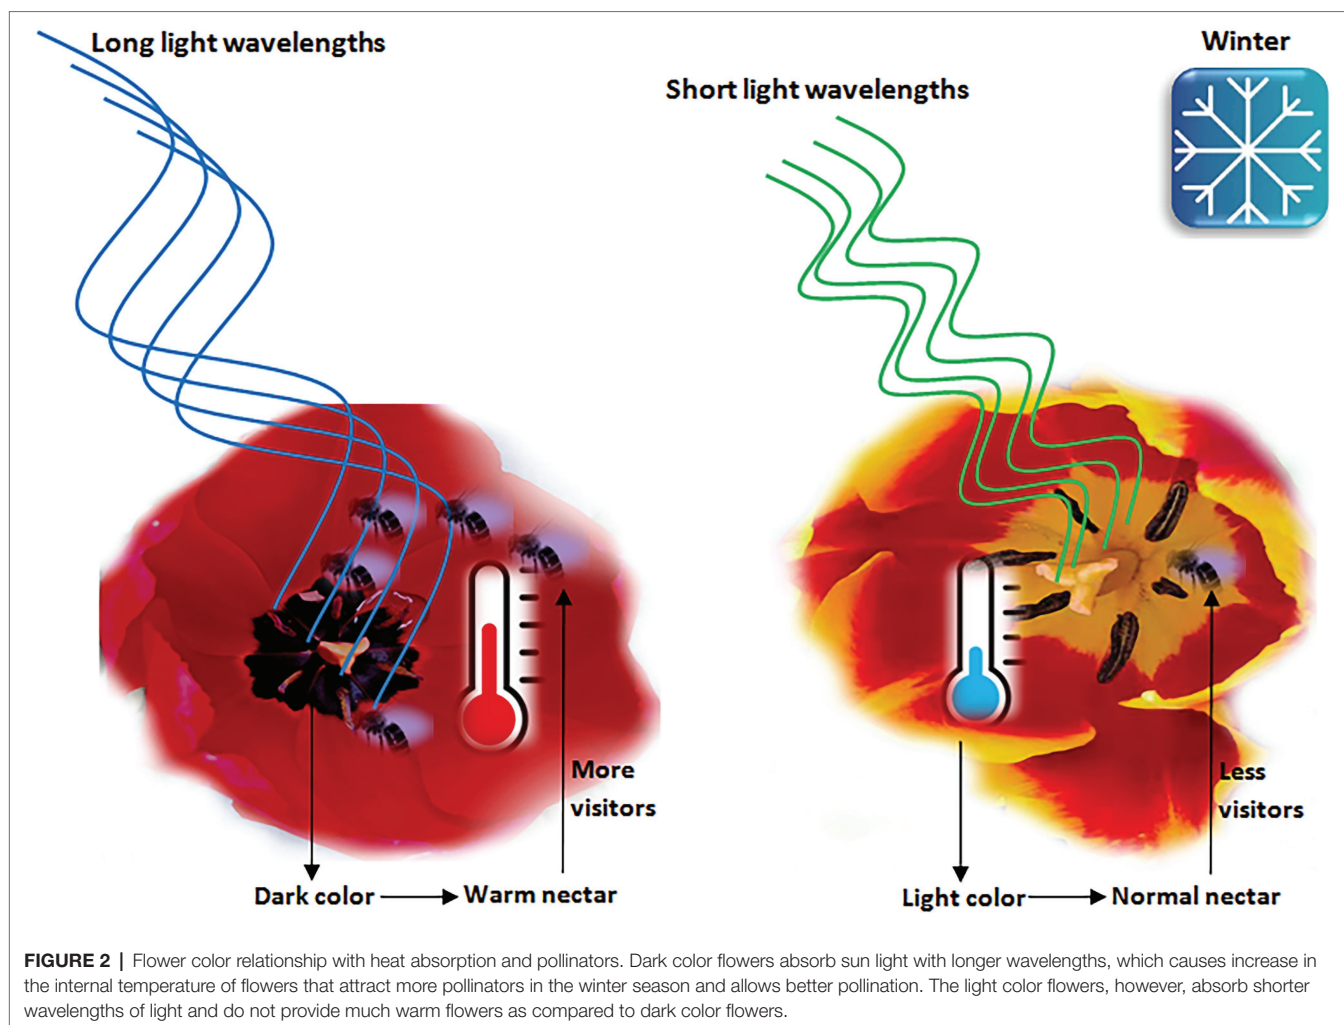 Long light wavelengths
Short light wavelengths
Winter
More
visitors
Less
visitors
Dark color
Warm nectar
Light color
Normal nectar
FIGURE 2 | Flower color relationship with heat absorption and pollinators. Dark color flowers absorb sun light with longer wavelengths, which causes increase in
the internal temperature of flowers that attract more pollinators in the winter season and allows better pollination. The light color flowers, however, absorb shorter
wavelengths of light and do not provide much warm flowers as compared to dark color flowers.